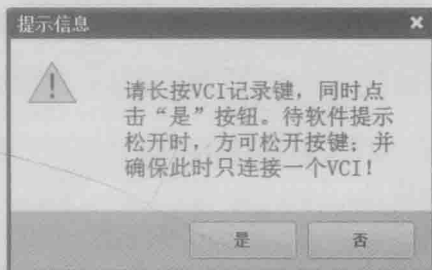 提示信息
请长按VCI记录键,同时点
击“是”按钮。待软件提示
松开时,方可松开按键;并
确保此时只连接一个VCI!
是
否